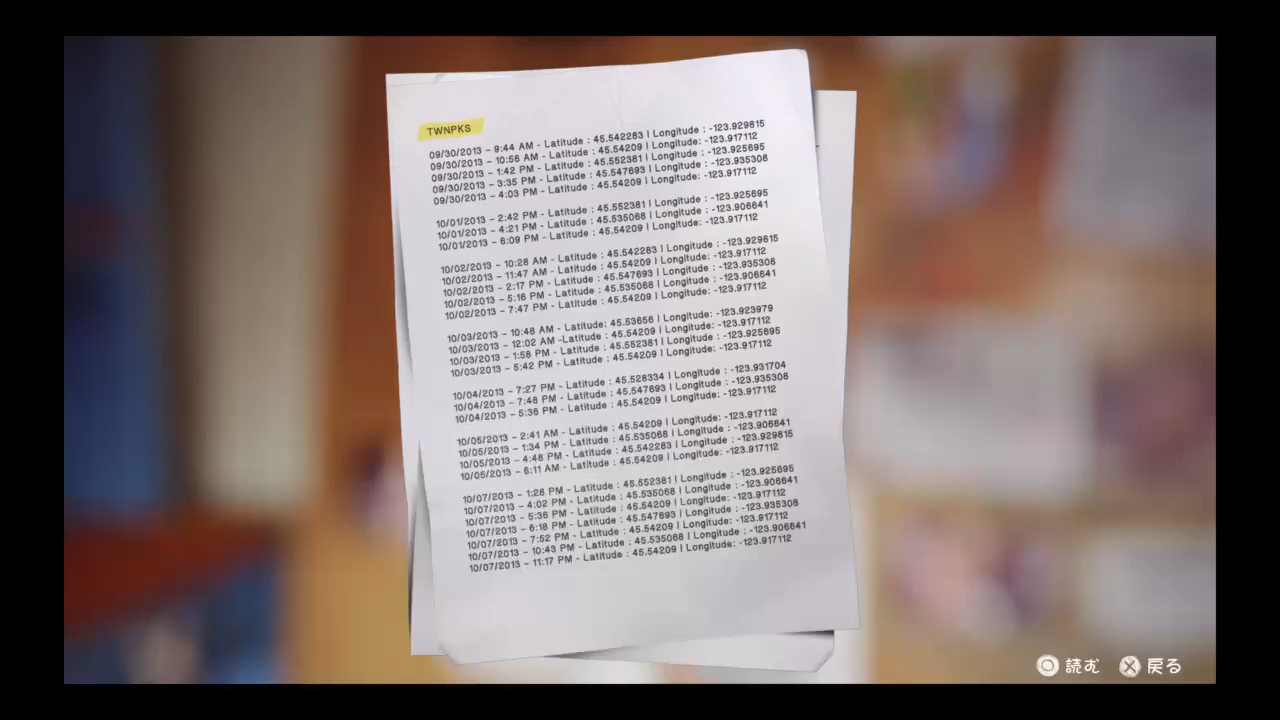 TWNPKS
09/30/2013 - 9:44 AM - Latitude : 45.542283 | Longitude : -123.929815
09/30/2013 - 10:56 AM - Latitude : 45.54209 | Longitude : -123.917112
09/30/2013 - 1:42 PM - Latitude : 45.552381 | Longitude : -123.925695
09/30/2013 - 3:35 PM - Latitude : 45.547693 | Longitude : -123.935308
09/30/2013 - 4:03 PM - Latitude : 45.54209 | Longitude: -123.917112
10/01/2013 - 2:42 PM - Latitude : 45.552381 | Longitude : -123.925695
10/01/2013 - 4:21 PM - Latitude : 45.535068 | Longitude : -123.906641
10/01/2013 - 6:09 PM - Latitude : 45.54209 | Longitude: -123.917112
10/02/2013 - 10:28 AM - Latitude : 45.542283 | Longitude : -123.929815
10/02/2013 - 11:47 AM - Latitude : 45.54209 | Longitude: -123.917112
10/02/2013 - 2:17 PM - Latitude : 45.547693 | Longitude : -123.935308
10/02/2013 - 5:16 PM - Latitude : 45.535068 | Longitude : -123.906641
10/02/2013 - 7:47 PM - Latitude : 45.54209 | Longitude: -123.917112
10/03/2013 - 10:48 AM - Latitude: 45.53656 | Longitude: -123.923979
10/03/2013 - 12:02 AM -Latitude : 45.54209 | Longitude: -123.917112
10/03/2013 - 1:58 PM - Latitude : 45.552381 | Longitude : -123.925695
10/03/2013 - 5:42 PM - Latitude : 45.54209 | Longitude: -123.917112
10/04/2013 - 7:27 PM - Latitude : 45.528334 | Longitude : -123.931704
10/04/2013 - 7:48 PM - Latitude : 45.547693 | Longitude : -123.935308
10/04/2013 - 5:36 PM - Latitude : 45.54209 | Longitude: -123.917112
10/05/2013 - 2:41 AM - Latitude : 45.54209 | Longitude: -123.917112
10/05/2013 - 1:34 PM - Latitude : 45.535068 | Longitude : -123.906641
10/05/2013 - 4:48 PM - Latitude : 45.542283 | Longitude : -123.929815
10/05/2013 - 6:11 AM - Latitude : 45.54209 | Longitude: -123.917112
10/07/2013 - 1:28 PM - Latitude : 45.552381 | Longitude : -123.925695
10/07/2013 - 4:02 PM - Latitude : 45.535068 | Longitude : -123.906641
10/07/2013 - 5:36 PM - Latitude : 45.54209 | Longitude: -123.917112
10/07/2013 - 6:18 PM - Latitude : 45.547693 | Longitude : -123.935308
10/07/2013 - 7:52 PM - Latitude : 45.54209 | Longitude: -123.917112
10/07/2013 - 10:43 PM - Latitude : 45.535068 | Longitude : -123.906641
10/07/2013 - 11:17 PM - Latitude : 45.54209 | Longitude: -123.917112
読む 戻る